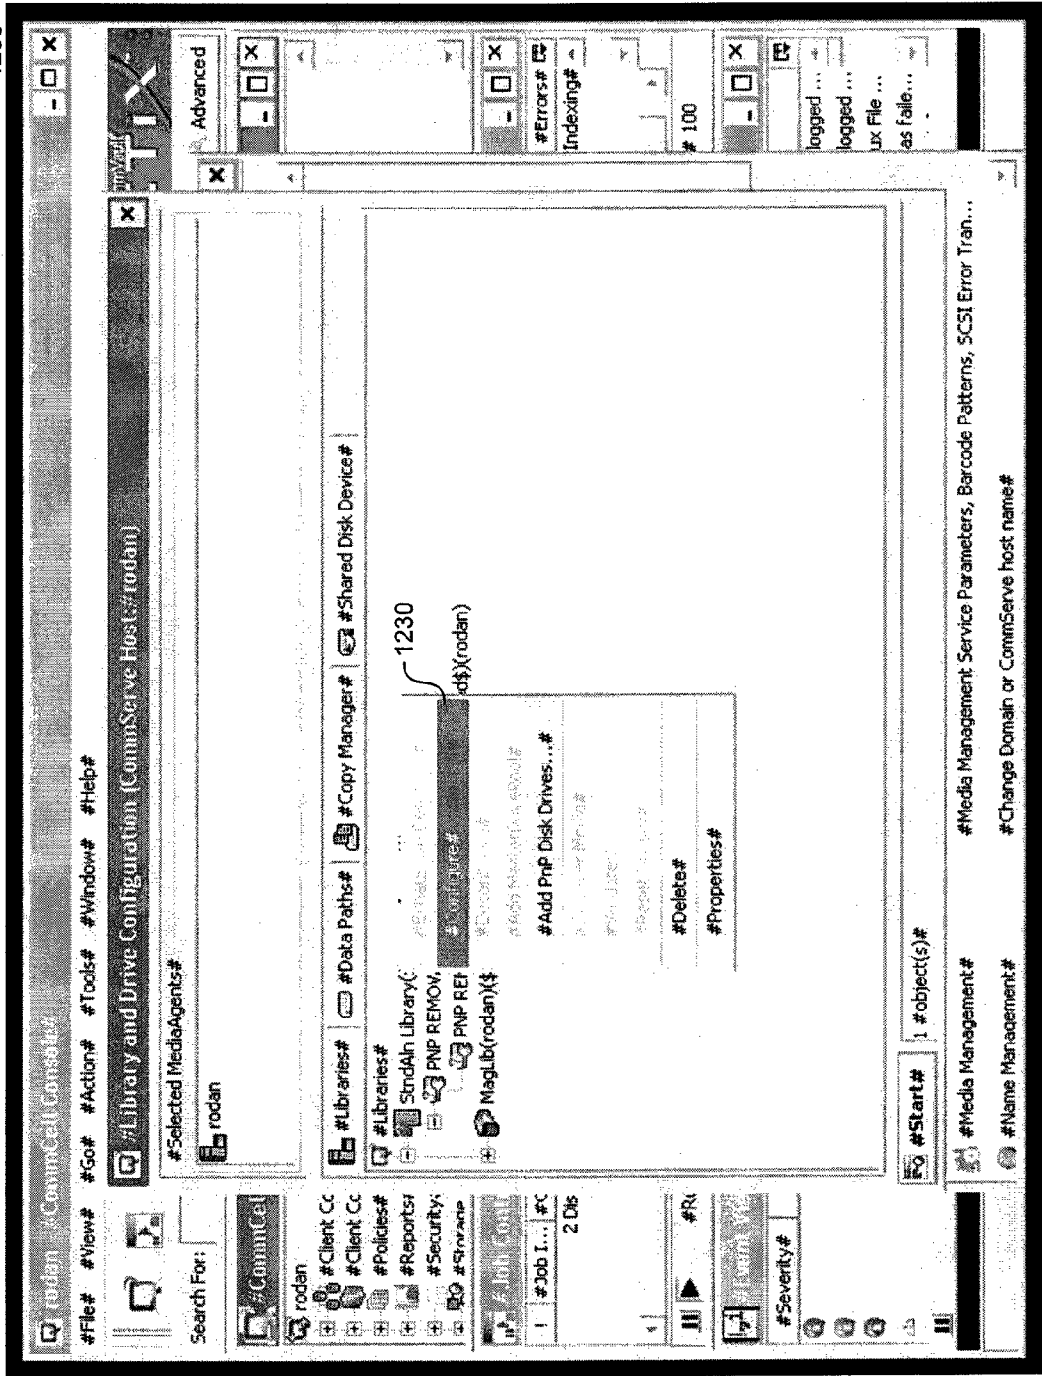 rodan - #CommCell Console#
#File# #View# #Go# #Action# #Tools# #Window# #Help#
#Library and Drive Configuration (CommServe Host:#rodan)
Search For:
Advanced
#Selected MediaAgents#
rodan
#CommCel
rodan
#Client Co
#Client Co
#Policies#
#Reports#
#Security#
#Storage
#Libraries# #Data Paths# #Copy Manager# #Shared Disk Device#
#Libraries#
StndAln Library(
PNP REMOV
PNP REM
MagLib(rodan)($
1230
d$)(rodan)
#Configure#
#Add PnP Disk Drives...#
#Delete#
#Properties#
#Job I...
2 Dis
#Errors#
Indexing#
# 100
#Severity#
logged ...
logged ...
ux File ...
as faile...
#Start#
1 #object(s)#
#Media Management#
#Media Management Service Parameters, Barcode Patterns, SCSI Error Tran...
#Name Management#
#Change Domain or CommServe host name#